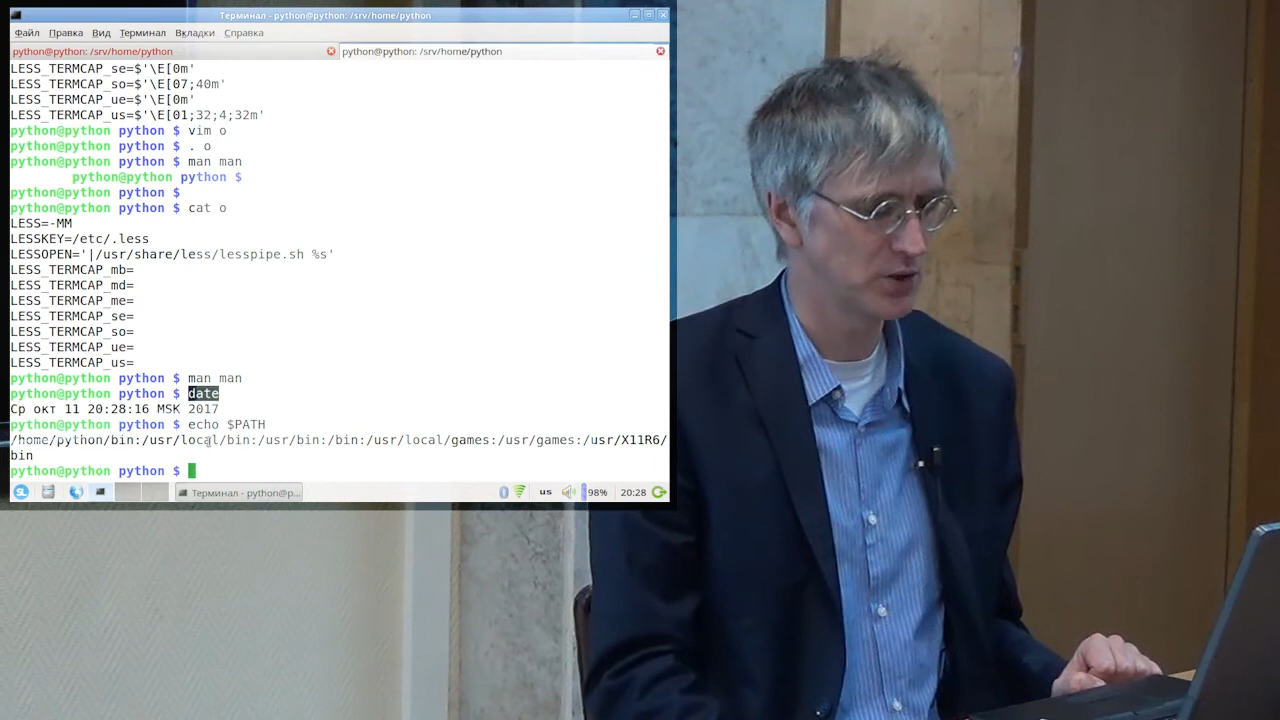 Терминал - python@python: /srv/home/python
Файл Правка Вид Терминал Вкладки Справка
python@python: /srv/home/python python@python: /srv/home/python
LESS_TERMCAP_se=$'\E[0m'
LESS_TERMCAP_so=$'\E[07;40m'
LESS_TERMCAP_ue=$'\E[0m'
LESS_TERMCAP_us=$'\E[01;32;4;32m'
python@python python $ vim o
python@python python $ . o
python@python python $ man man
python@python python $
python@python python $
python@python python $ cat o
LESS=-MM
LESSKEY=/etc/.less
LESSOPEN='|/usr/share/less/lesspipe.sh %s'
LESS_TERMCAP_mb=
LESS_TERMCAP_md=
LESS_TERMCAP_me=
LESS_TERMCAP_se=
LESS_TERMCAP_so=
LESS_TERMCAP_ue=
LESS_TERMCAP_us=
python@python python $ man man
python@python python $ date
Ср окт 11 20:28:16 MSK 2017
python@python python $ echo $PATH
/home/python/bin:/usr/local/bin:/usr/bin:/bin:/usr/local/games:/usr/games:/usr/X11R6/
bin
python@python python $
SL Терминал - python@p... us 98% 20:28